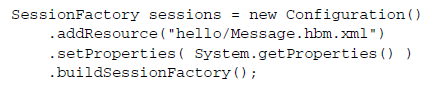 SessionFactory sessions = new Configuration()
    .addResource("hello/Message.hbm.xml")
    .setProperties( System.getProperties() )
    .buildSessionFactory();